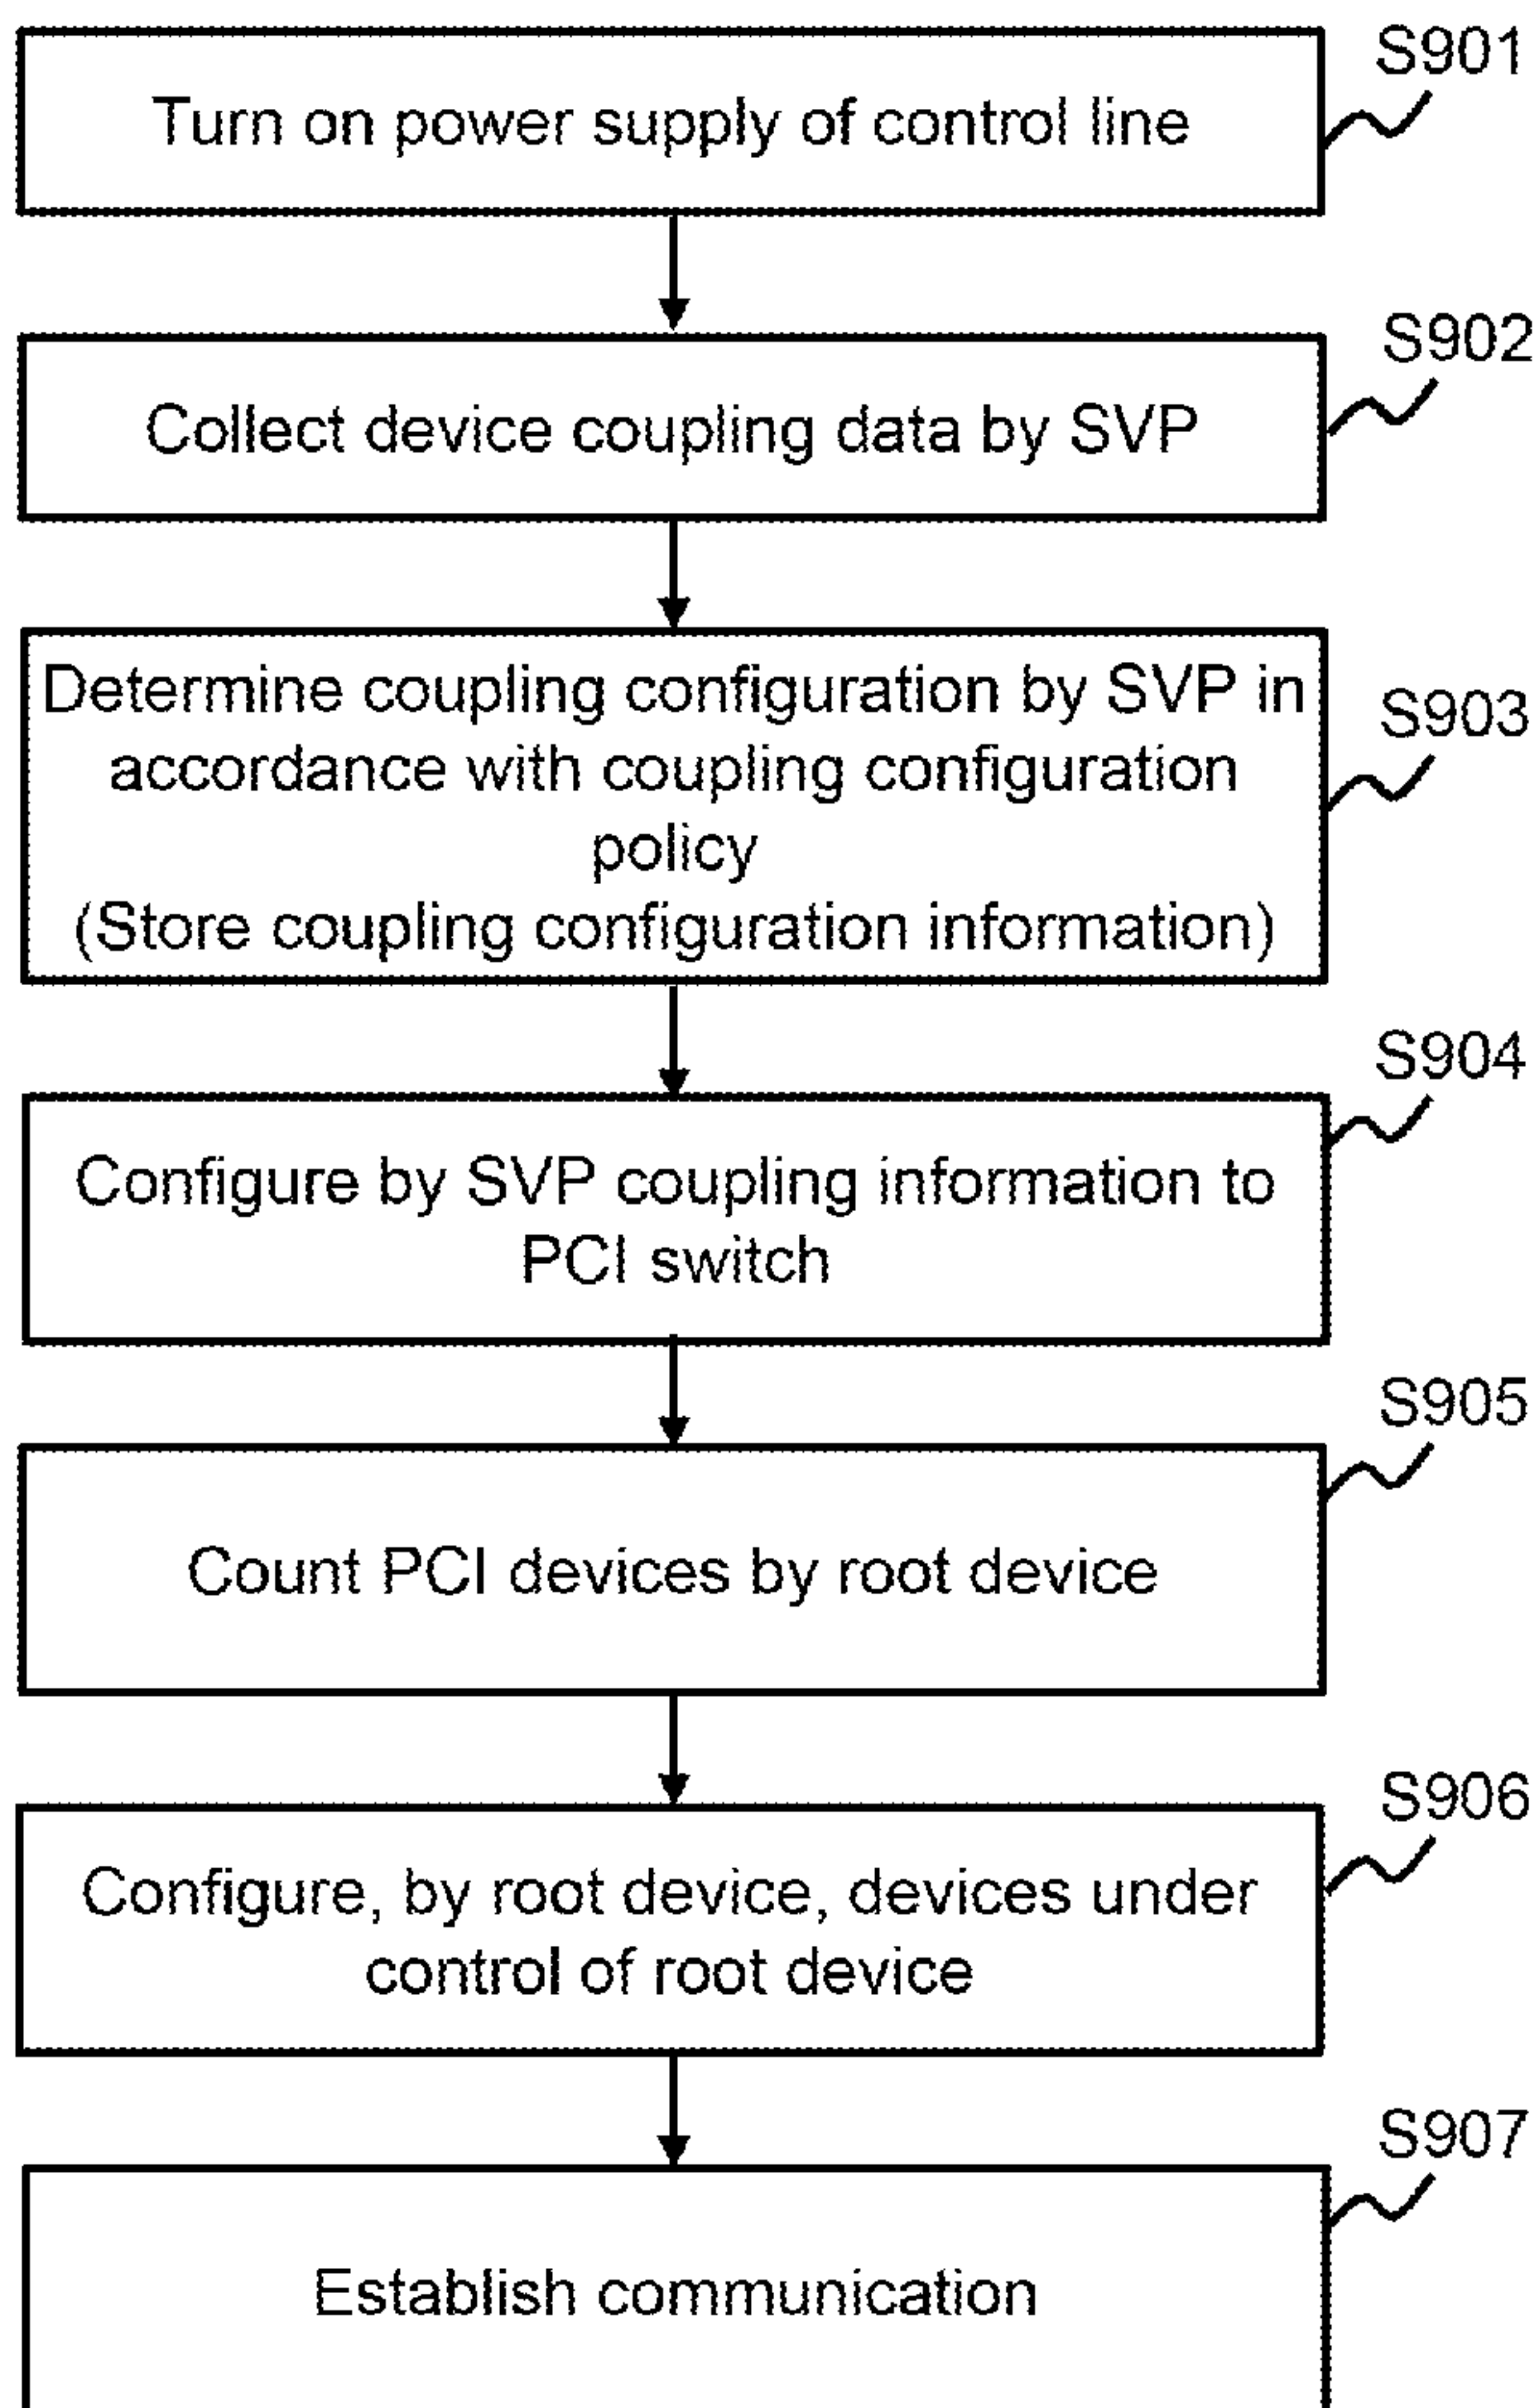 S901
Turn on power supply of control line
S902
Collect device coupling data by SVP
S903
Determine coupling configuration by SVP in
accordance with coupling configuration
policy
(Store coupling configuration information)
S904
Configure by SVP coupling information to
PCI switch
S905
Count PCI devices by root device
S906
Configure, by root device, devices under
control of root device
S907
Establish communication